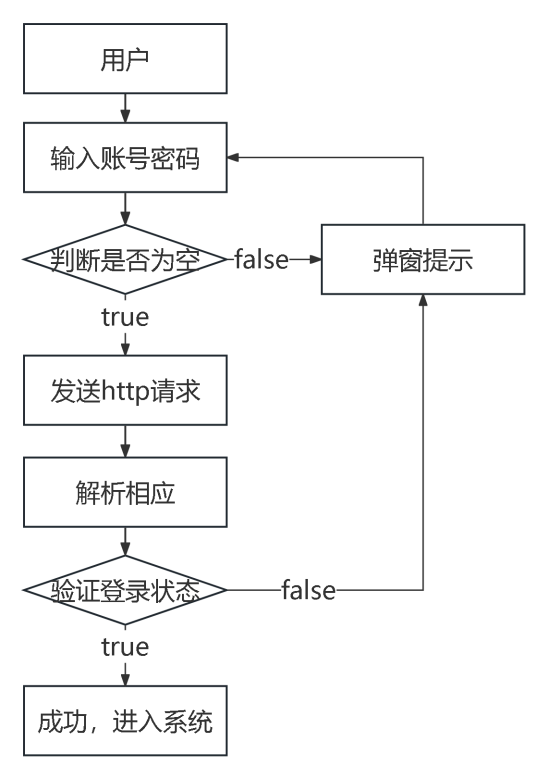 用户
输入账号密码
判断是否为空
false
弹窗提示
true
发送http请求
解析相应
验证登录状态
false
true
成功，进入系统